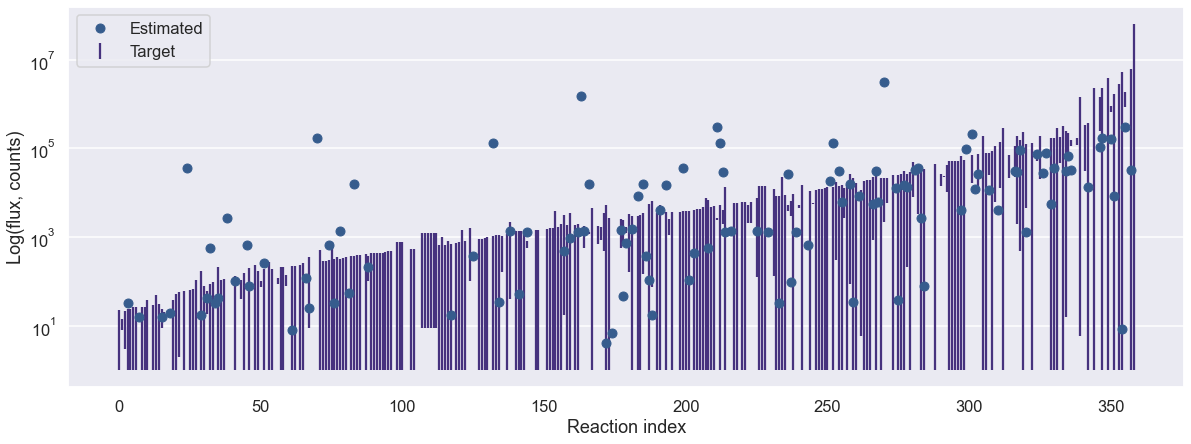 Estimated
Target
Log(flux, counts)
10^7
10^5
10^3
10^1
0 50 100 150 200 250 300 350
Reaction index